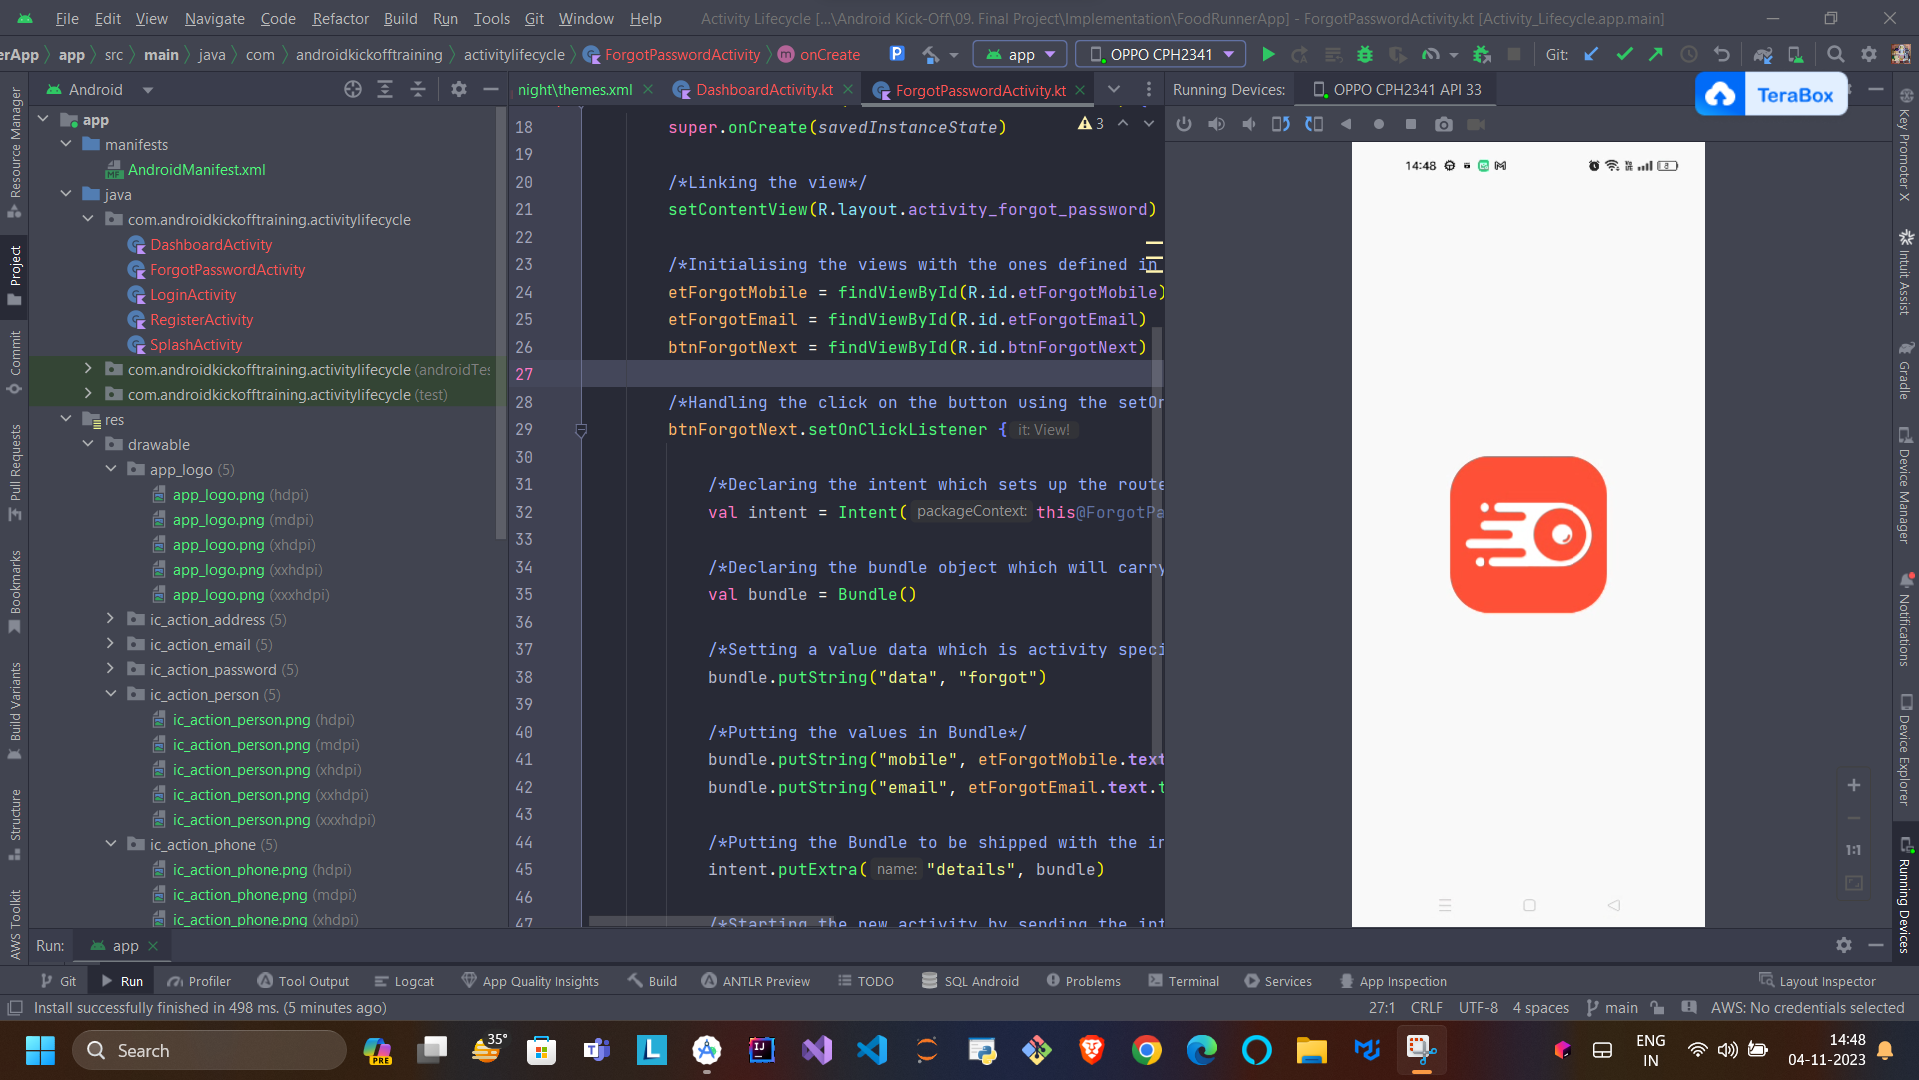 File Edit View Navigate Code Refactor Build Run Tools Git Window Help
Activity Lifecycle [...\Android Kick-Off\09. Final Project\Implementation\FoodRunnerApp] - ForgotPasswordActivity.kt [Activity_Lifecycle.app.main]
erApp app src main java com androidkickofftraining activitylifecycle ForgotPasswordActivity onCreate
app
OPPO CPH2341
Git:
Android
night\themes.xml
DashboardActivity.kt
ForgotPasswordActivity.kt
Running Devices:
OPPO CPH2341 API 33
TeraBox
Resource Manager
Project
Commit
Pull Requests
Bookmarks
Build Variants
Structure
AWS Toolkit
app
manifests
AndroidManifest.xml
java
com.androidkickofftraining.activitylifecycle
DashboardActivity
ForgotPasswordActivity
LoginActivity
RegisterActivity
SplashActivity
com.androidkickofftraining.activitylifecycle (androidTes
com.androidkickofftraining.activitylifecycle (test)
res
drawable
app_logo (5)
app_logo.png (hdpi)
app_logo.png (mdpi)
app_logo.png (xhdpi)
app_logo.png (xxhdpi)
app_logo.png (xxxhdpi)
ic_action_address (5)
ic_action_email (5)
ic_action_password (5)
ic_action_person (5)
ic_action_person.png (hdpi)
ic_action_person.png (mdpi)
ic_action_person.png (xhdpi)
ic_action_person.png (xxhdpi)
ic_action_person.png (xxxhdpi)
ic_action_phone (5)
ic_action_phone.png (hdpi)
ic_action_phone.png (mdpi)
ic_action_phone.png (xhdpi)
3
18 super.onCreate(savedInstanceState)
19
20 /*Linking the view*/
21 setContentView(R.layout.activity_forgot_password)
22
23 /*Initialising the views with the ones defined in
24 etForgotMobile = findViewById(R.id.etForgotMobile)
25 etForgotEmail = findViewById(R.id.etForgotEmail)
26 btnForgotNext = findViewById(R.id.btnForgotNext)
27
28 /*Handling the click on the button using the setOn
29 btnForgotNext.setOnClickListener { it: View!
30
31 /*Declaring the intent which sets up the route
32 val intent = Intent( packageContext: this@ForgotPa
33
34 /*Declaring the bundle object which will carry
35 val bundle = Bundle()
36
37 /*Setting a value data which is activity speci
38 bundle.putString("data", "forgot")
39
40 /*Putting the values in Bundle*/
41 bundle.putString("mobile", etForgotMobile.text
42 bundle.putString("email", etForgotEmail.text.t
43
44 /*Putting the Bundle to be shipped with the in
45 intent.putExtra( name: "details", bundle)
46
47 /*Starting the new activity by sending the int
14:48
1:1
Key Promoter X
Intuit Assist
Gradle
Device Manager
Notifications
Device Explorer
Running Devices
Run: app
Git Run Profiler Tool Output Logcat App Quality Insights Build ANTLR Preview TODO SQL Android Problems Terminal Services App Inspection Layout Inspector
Install successfully finished in 498 ms. (5 minutes ago)
27:1 CRLF UTF-8 4 spaces main AWS: No credentials selected
Search
PRE
35°
ENG
IN
14:48
04-11-2023